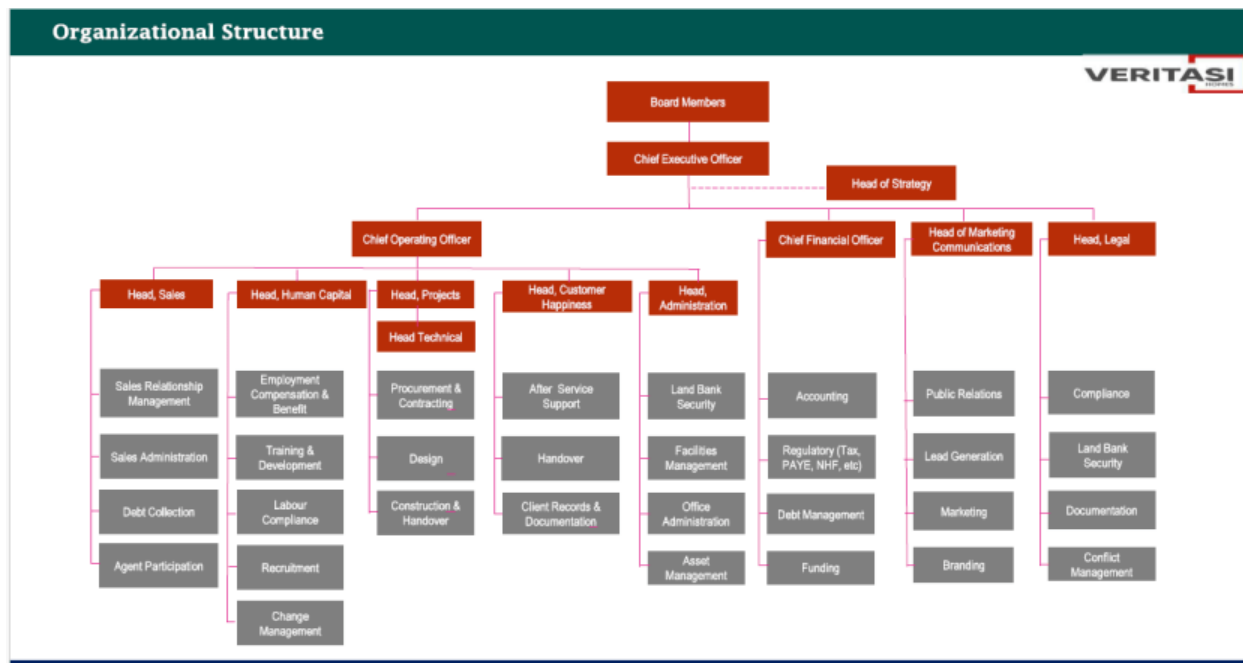 Organizational Structure
VERITASI
HOMES
Board Members
Chief Executive Officer
Head of Strategy
Chief Operating Officer
Chief Financial Officer
Head of Marketing
Communications
Head, Legal
Head, Sales
Head, Human Capital
Head, Projects
Head, Customer
Happiness
Head,
Administration
Head Technical
Sales Relationship
Management
Sales Administration
Debt Collection
Agent Participation
Employment
Compensation &
Benefit
Training &
Development
Labour
Compliance
Recruitment
Change
Management
Procurement &
Contracting
Design
Construction &
Handover
After Service
Support
Handover
Client Records &
Documentation
Land Bank
Security
Facilities
Management
Office
Administration
Asset
Management
Accounting
Regulatory (Tax,
PAYE, NHF, etc)
Debt Management
Funding
Public Relations
Lead Generation
Marketing
Branding
Compliance
Land Bank
Security
Documentation
Conflict
Management